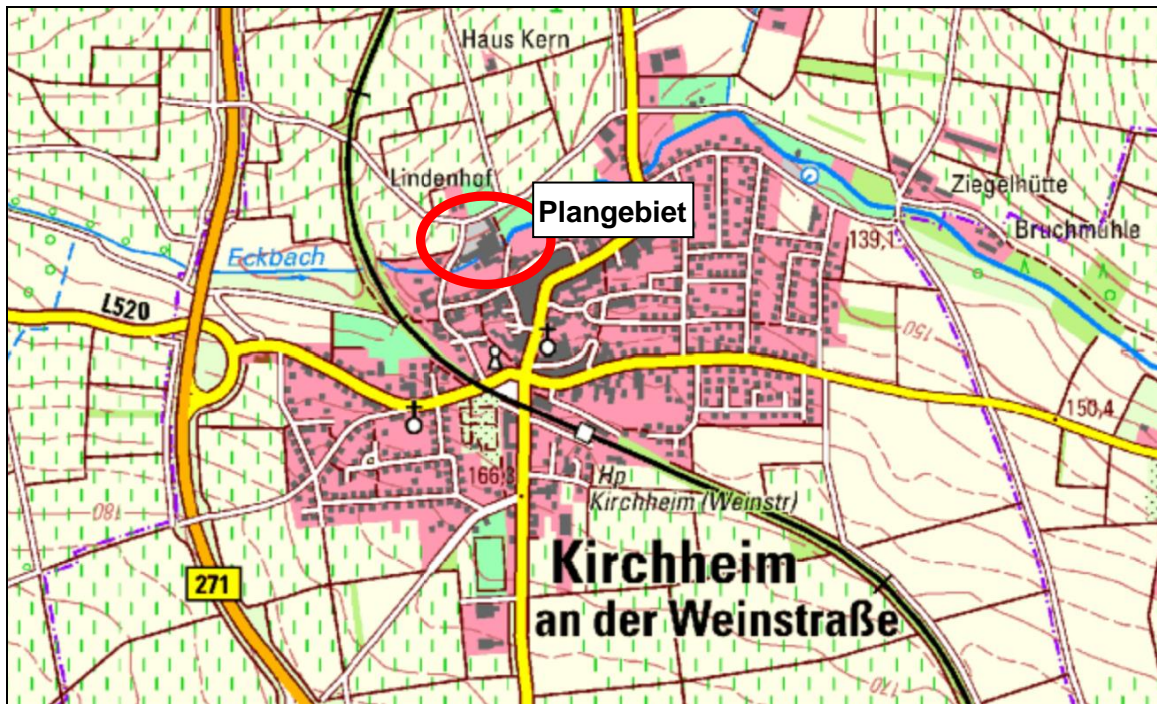 Haus Kern
Lindenhof
Plangebiet
Ziegelhütte
Bruchmühle
139,1
Eckbach
L520
150
150,4
166,3
Hp
Kirchheim (Weinstr)
180
271
Kirchheim
an der Weinstraße
170